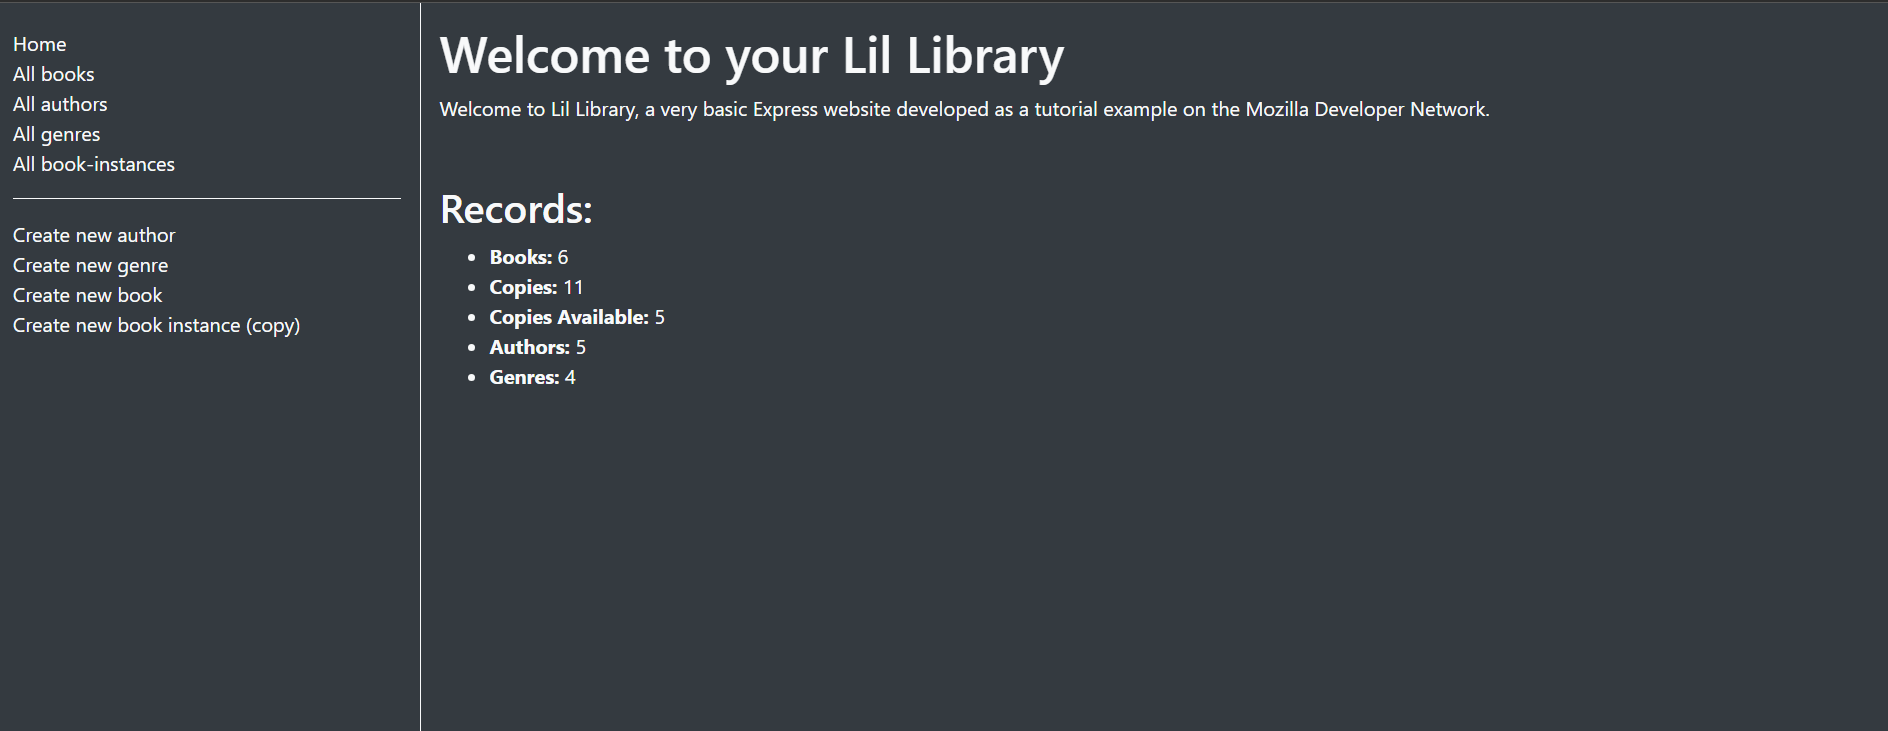 Home
All books
All authors
All genres
All book-instances
Create new author
Create new genre
Create new book
Create new book instance (copy)
Welcome to your Lil Library
Welcome to Lil Library, a very basic Express website developed as a tutorial example on the Mozilla Developer Network.
Records:
Books: 6
Copies: 11
Copies Available: 5
Authors: 5
Genres: 4